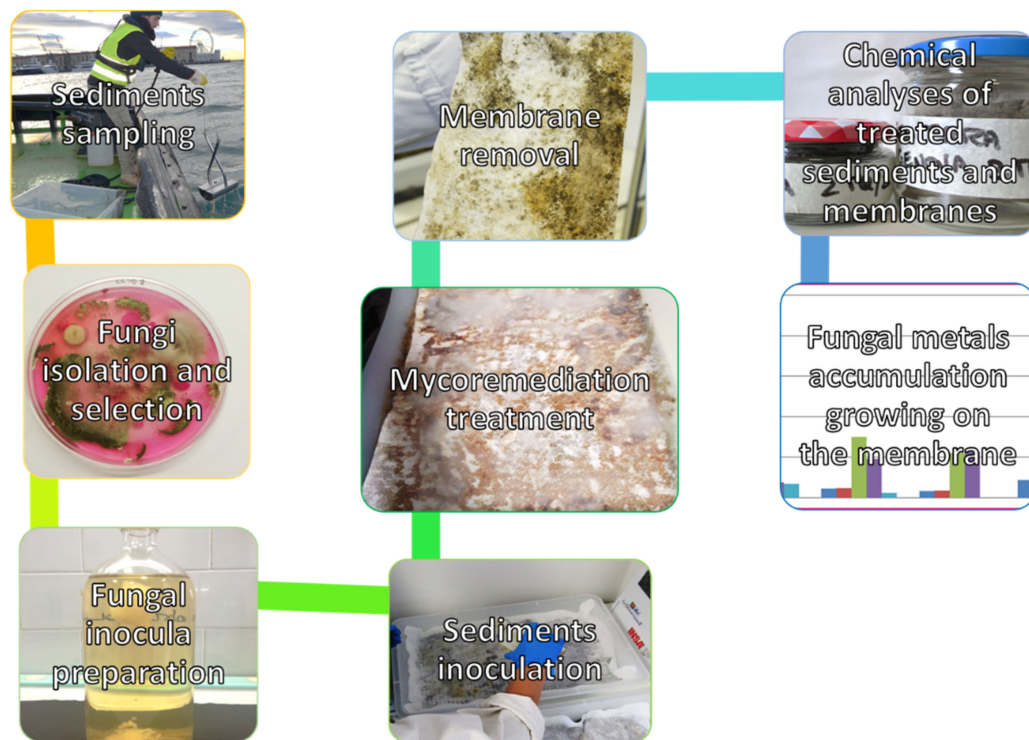 Sediments
sampling
Fungi
isolation and
selection
Fungal
inocula
preparation
Sediments
inoculation
Mycoremediation
treatment
Membrane
removal
Chemical
analyses of
treated
sediments and
membranes
Fungal metals
accumulation
growing on
the membrane